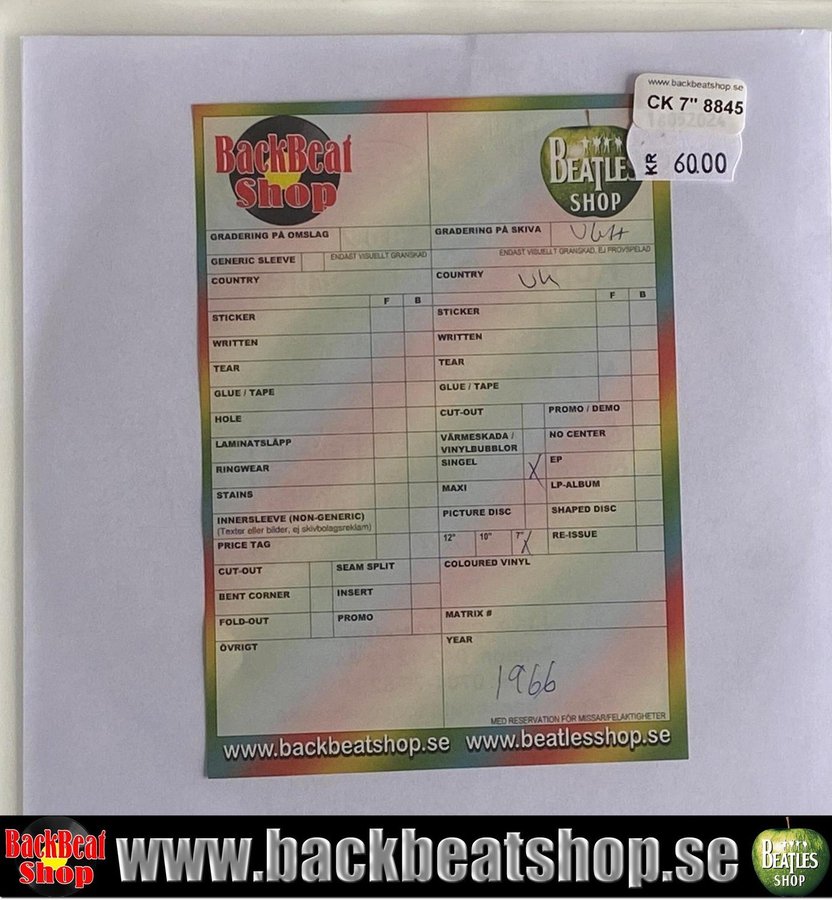 www.backbeatshop.se
CK 7" 8845
KR 60.00
BackBeat
Shop
BEATLES
SHOP
GRADERING PÅ OMSLAG
GRADERING PÅ SKIVA
ENDAST VISUELLT GRANSKAD
ENDAST VISUELLT GRANSKAD, EJ PROVSPELAD
GENERIC SLEEVE
COUNTRY
COUNTRY UK
F B
F B
STICKER
STICKER
WRITTEN
WRITTEN
TEAR
TEAR
GLUE / TAPE
GLUE / TAPE
HOLE
CUT-OUT
PROMO / DEMO
LAMINATSLÄPP
VÄRMESKADA /
VINYLBUBBLOR
NO CENTER
RINGWEAR
SINGEL X
EP
STAINS
MAXI
LP-ALBUM
INNERSLEEVE (NON-GENERIC)
(Texter eller bilder, ej skivbolagsreklam)
PICTURE DISC
SHAPED DISC
PRICE TAG
12" 10" 7" X
RE-ISSUE
CUT-OUT
SEAM SPLIT
COLOURED VINYL
BENT CORNER
INSERT
FOLD-OUT
PROMO
MATRIX #
ÖVRIGT
YEAR
1966
MED RESERVATION FÖR MISSAR/FELAKTIGHETER
www.backbeatshop.se www.beatlesshop.se
BackBeat
Shop
www.backbeatshop.se
BEATLES
SHOP